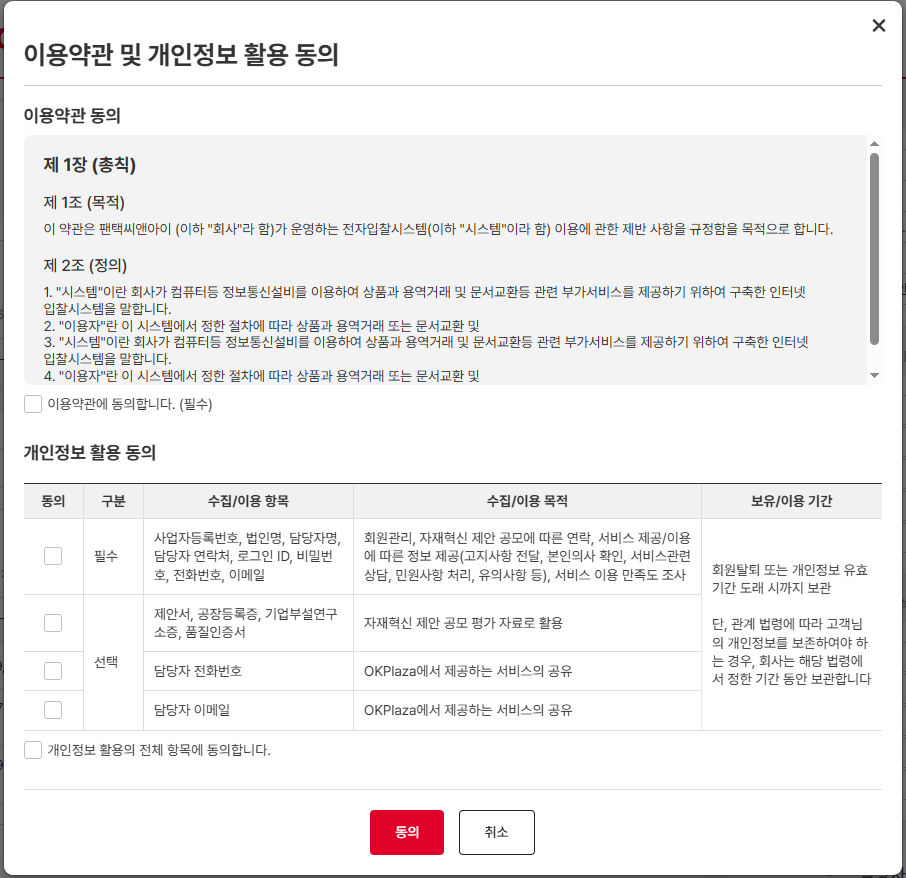 이용약관 및 개인정보 활용 동의
이용약관 동의
제 1장 (총칙)
제 1조 (목적)
이 약관은 팬택씨앤아이 (이하 "회사"라 함)가 운영하는 전자입찰시스템(이하 "시스템"이라 함) 이용에 관한 제반 사항을 규정함을 목적으로 합니다.
제 2조 (정의)
1. "시스템"이란 회사가 컴퓨터등 정보통신설비를 이용하여 상품과 용역거래 및 문서교환등 관련 부가서비스를 제공하기 위하여 구축한 인터넷
입찰시스템을 말합니다.
2. "이용자"란 이 시스템에서 정한 절차에 따라 상품과 용역거래 또는 문서교환 및
3. "시스템"이란 회사가 컴퓨터등 정보통신설비를 이용하여 상품과 용역거래 및 문서교환등 관련 부가서비스를 제공하기 위하여 구축한 인터넷
입찰시스템을 말합니다.
4. "이용자"란 이 시스템에서 정한 절차에 따라 상품과 용역거래 또는 문서교환 및
이용약관에 동의합니다. (필수)
개인정보 활용 동의
동의 구분 수집/이용 항목 수집/이용 목적 보유/이용 기간
필수
사업자등록번호, 법인명, 담당자명,
담당자 연락처, 로그인 ID, 비밀번
호, 전화번호, 이메일
회원관리, 자재혁신 제안 공모에 따른 연락, 서비스 제공/이용
에 따른 정보 제공(고지사항 전달, 본인의사 확인, 서비스관련
상담, 민원사항 처리, 유의사항 등), 서비스 이용 만족도 조사
회원탈퇴 또는 개인정보 유효
기간 도래 시까지 보관
단, 관계 법령에 따라 고객님
의 개인정보를 보존하여야 하
는 경우, 회사는 해당 법령에
서 정한 기간 동안 보관합니다
선택
제안서, 공장등록증, 기업부설연구
소증, 품질인증서
자재혁신 제안 공모 평가 자료로 활용
담당자 전화번호
OKPlaza에서 제공하는 서비스의 공유
담당자 이메일
OKPlaza에서 제공하는 서비스의 공유
개인정보 활용의 전체 항목에 동의합니다.
동의
취소